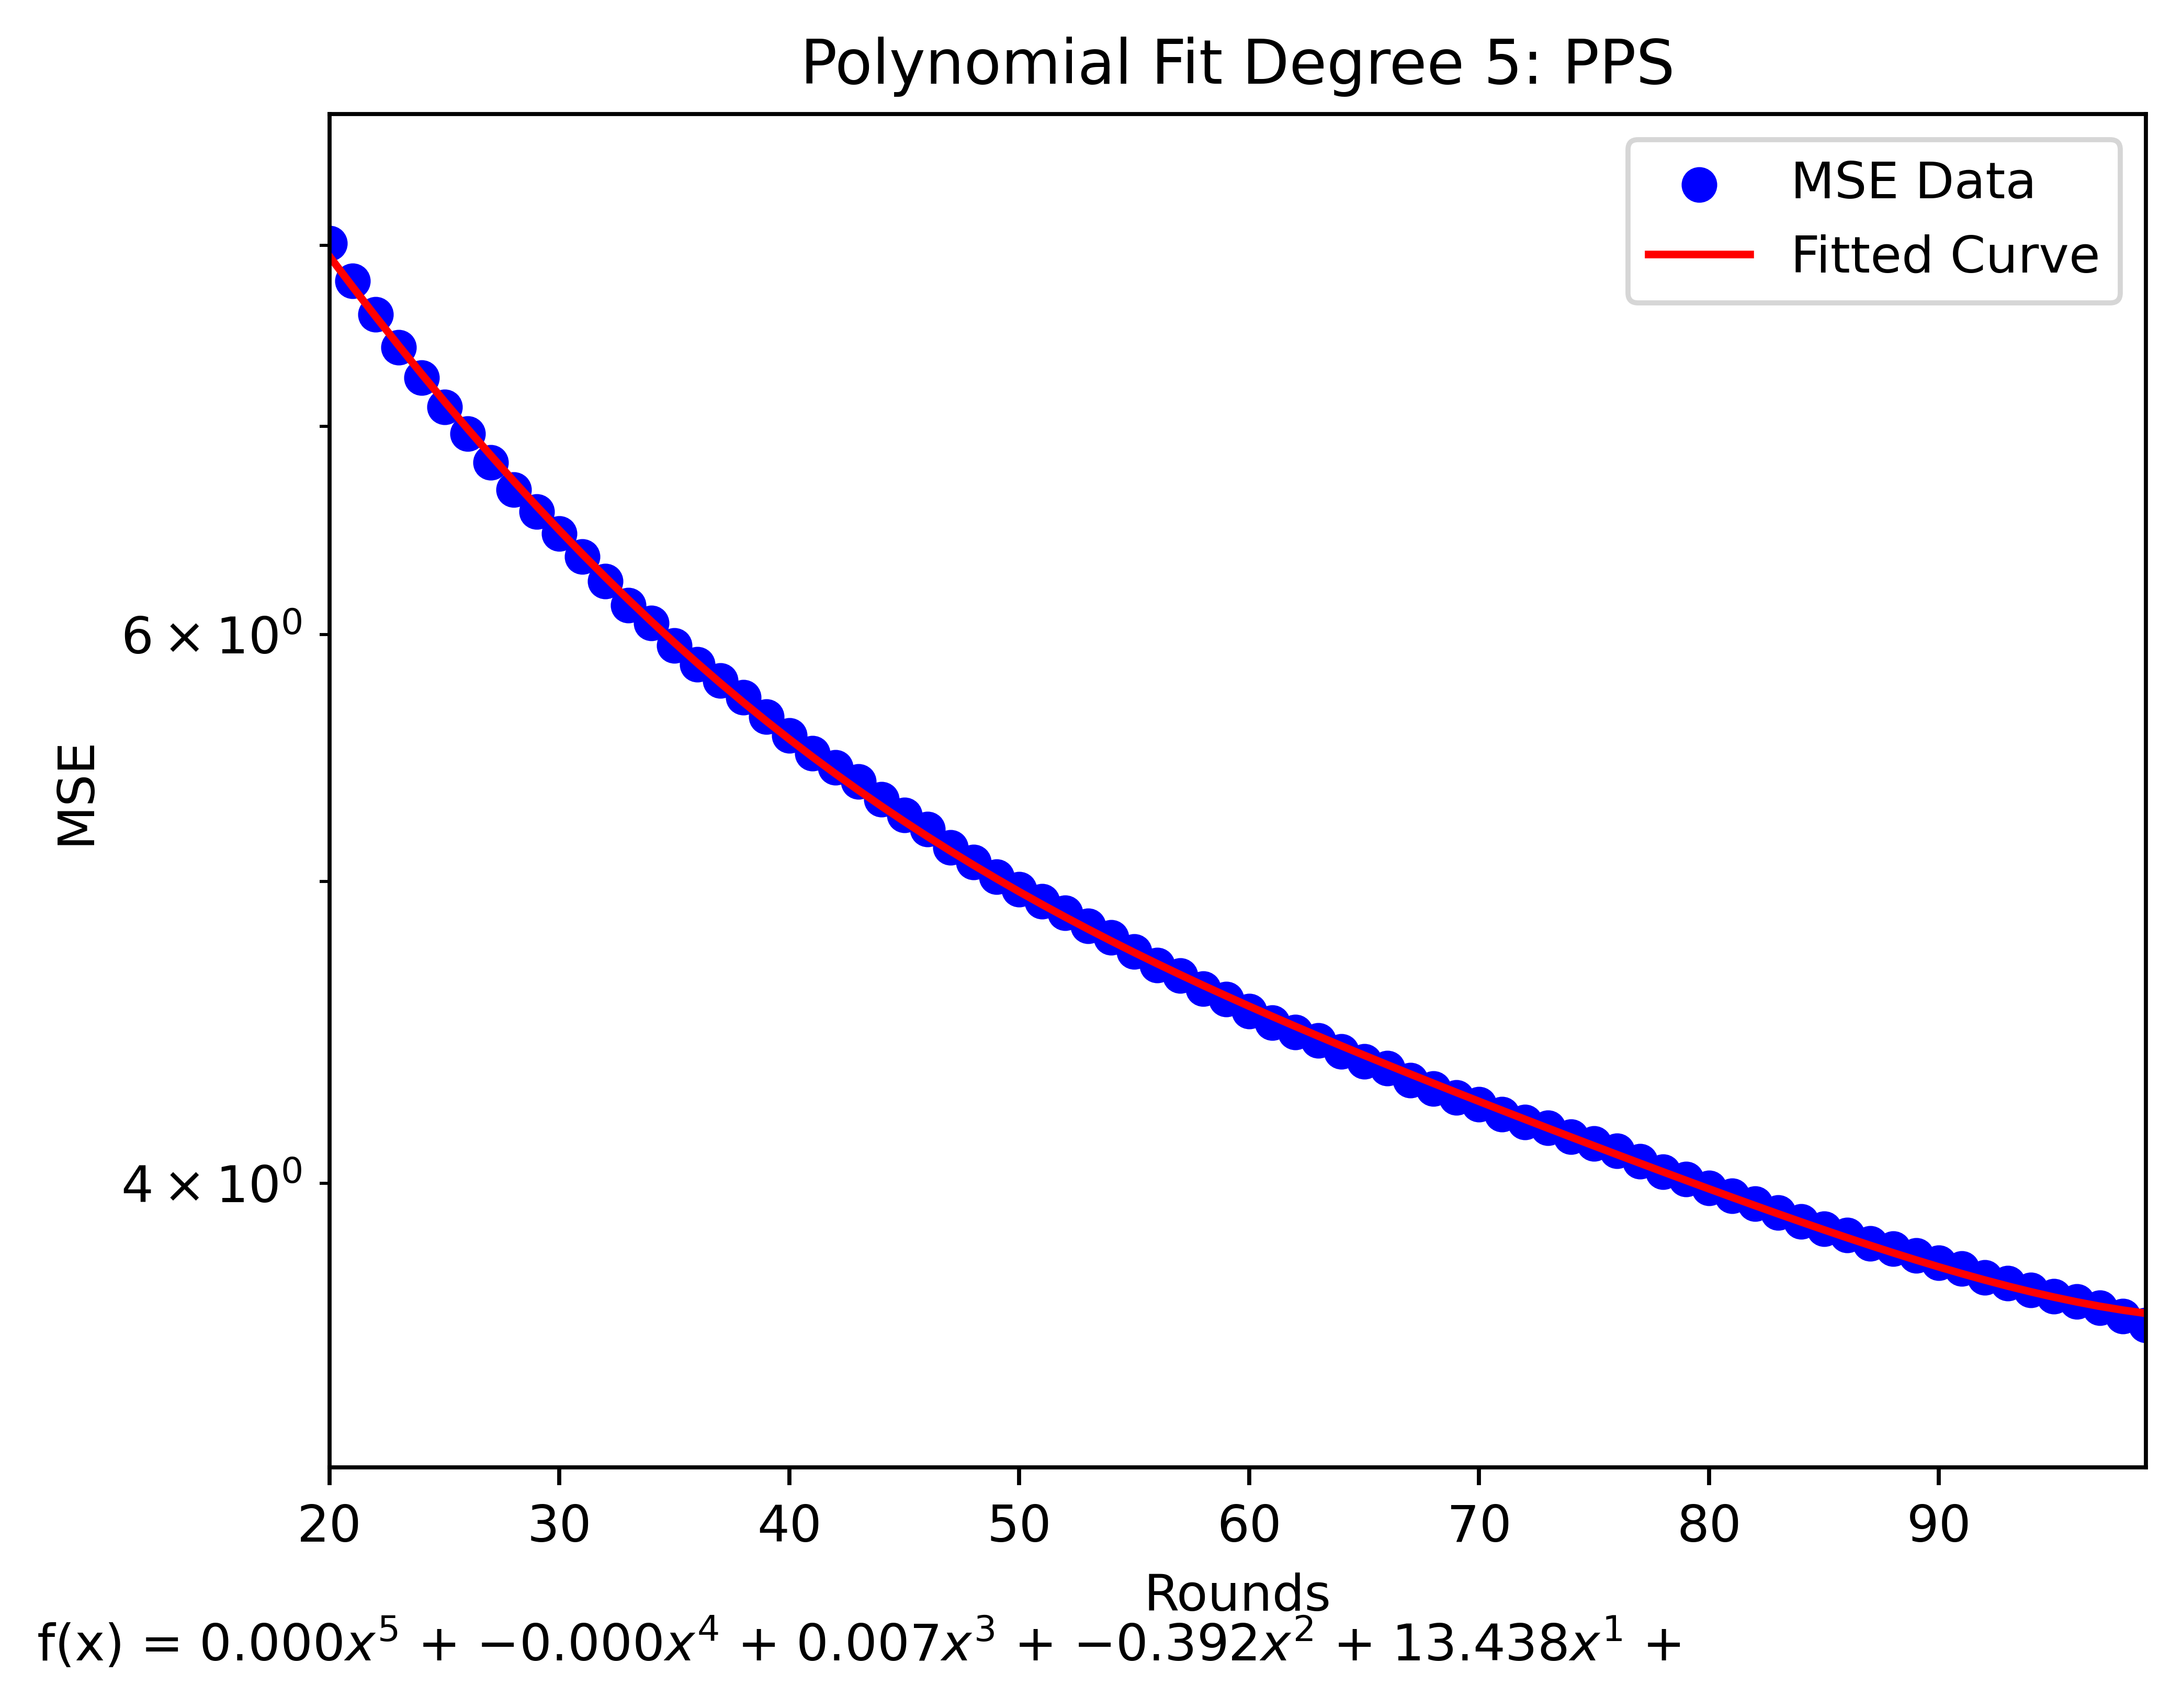 Polynomial Fit Degree 5: PPS
MSE Data
Fitted Curve
6 × 10⁰
4 × 10⁰
MSE
20 30 40 50 60 70 80 90
Rounds
f(x) = 0.000x⁵ + −0.000x⁴ + 0.007x³ + −0.392x² + 13.438x¹ +